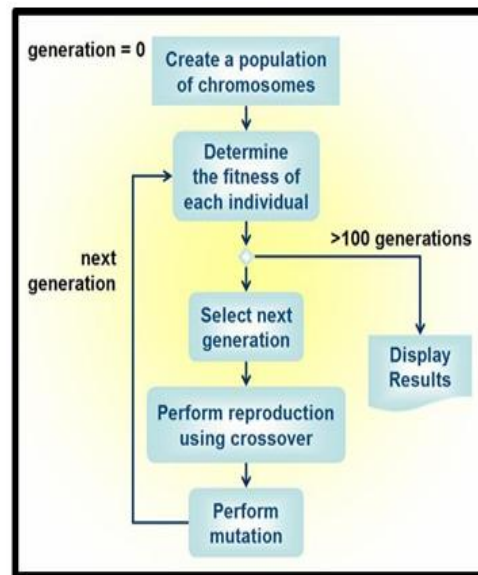 generation = 0
Create a population
of chromosomes
Determine
the fitness of
each individual
>100 generations
next
generation
Select next
generation
Display
Results
Perform reproduction
using crossover
Perform
mutation